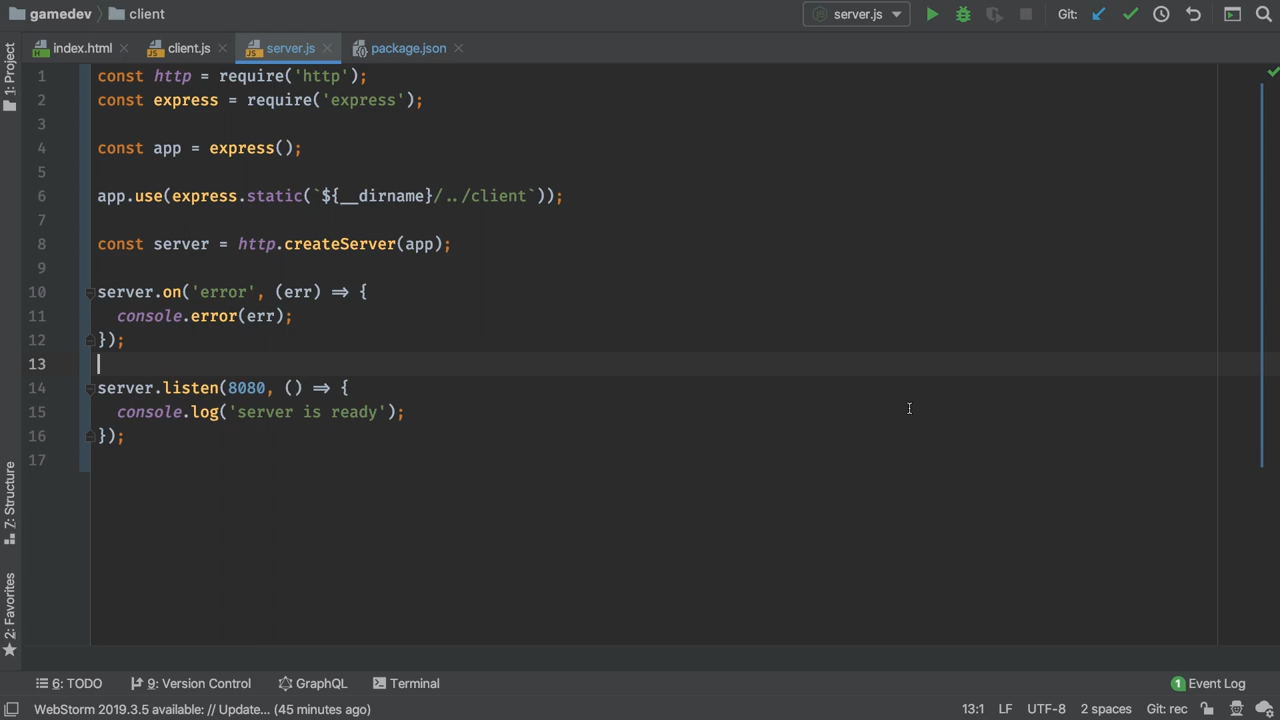 gamedev client server.js Git:
index.html client.js server.js package.json
1: Project
1 const http = require('http');
2 const express = require('express');
3
4 const app = express();
5
6 app.use(express.static(`${__dirname}/../client`));
7
8 const server = http.createServer(app);
9
10 server.on('error', (err) => {
11 console.error(err);
12 });
13
14 server.listen(8080, () => {
15 console.log('server is ready');
16 });
17
7: Structure
2: Favorites
6: TODO 9: Version Control GraphQL Terminal 1 Event Log
WebStorm 2019.3.5 available: // Update... (45 minutes ago) 13:1 LF UTF-8 2 spaces Git: rec